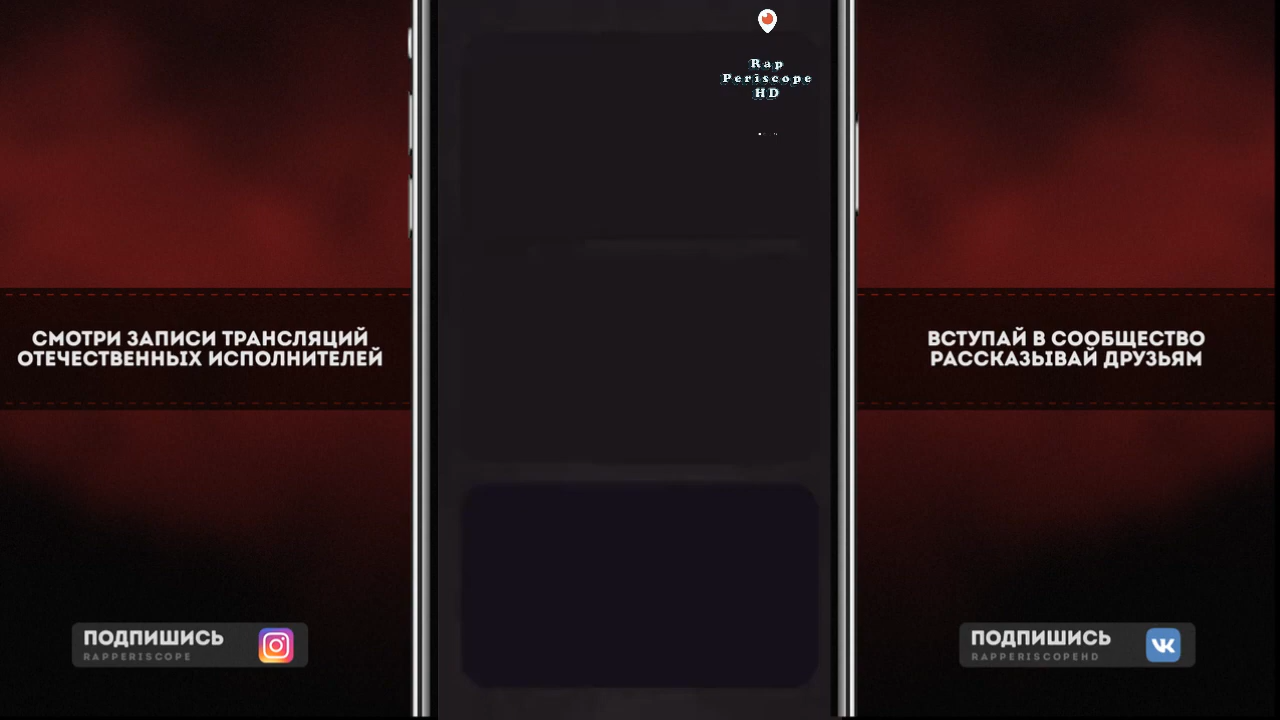 Rap
Periscope
HD
СМОТРИ ЗАПИСИ ТРАНСЛЯЦИЙ
ОТЕЧЕСТВЕННЫХ ИСПОЛНИТЕЛЕЙ
ВСТУПАЙ В СООБЩЕСТВО
РАССКАЗЫВАЙ ДРУЗЬЯМ
ПОДПИШИСЬ
RAPPERISCOPE
ПОДПИШИСЬ
RAPPERISCOPEHD